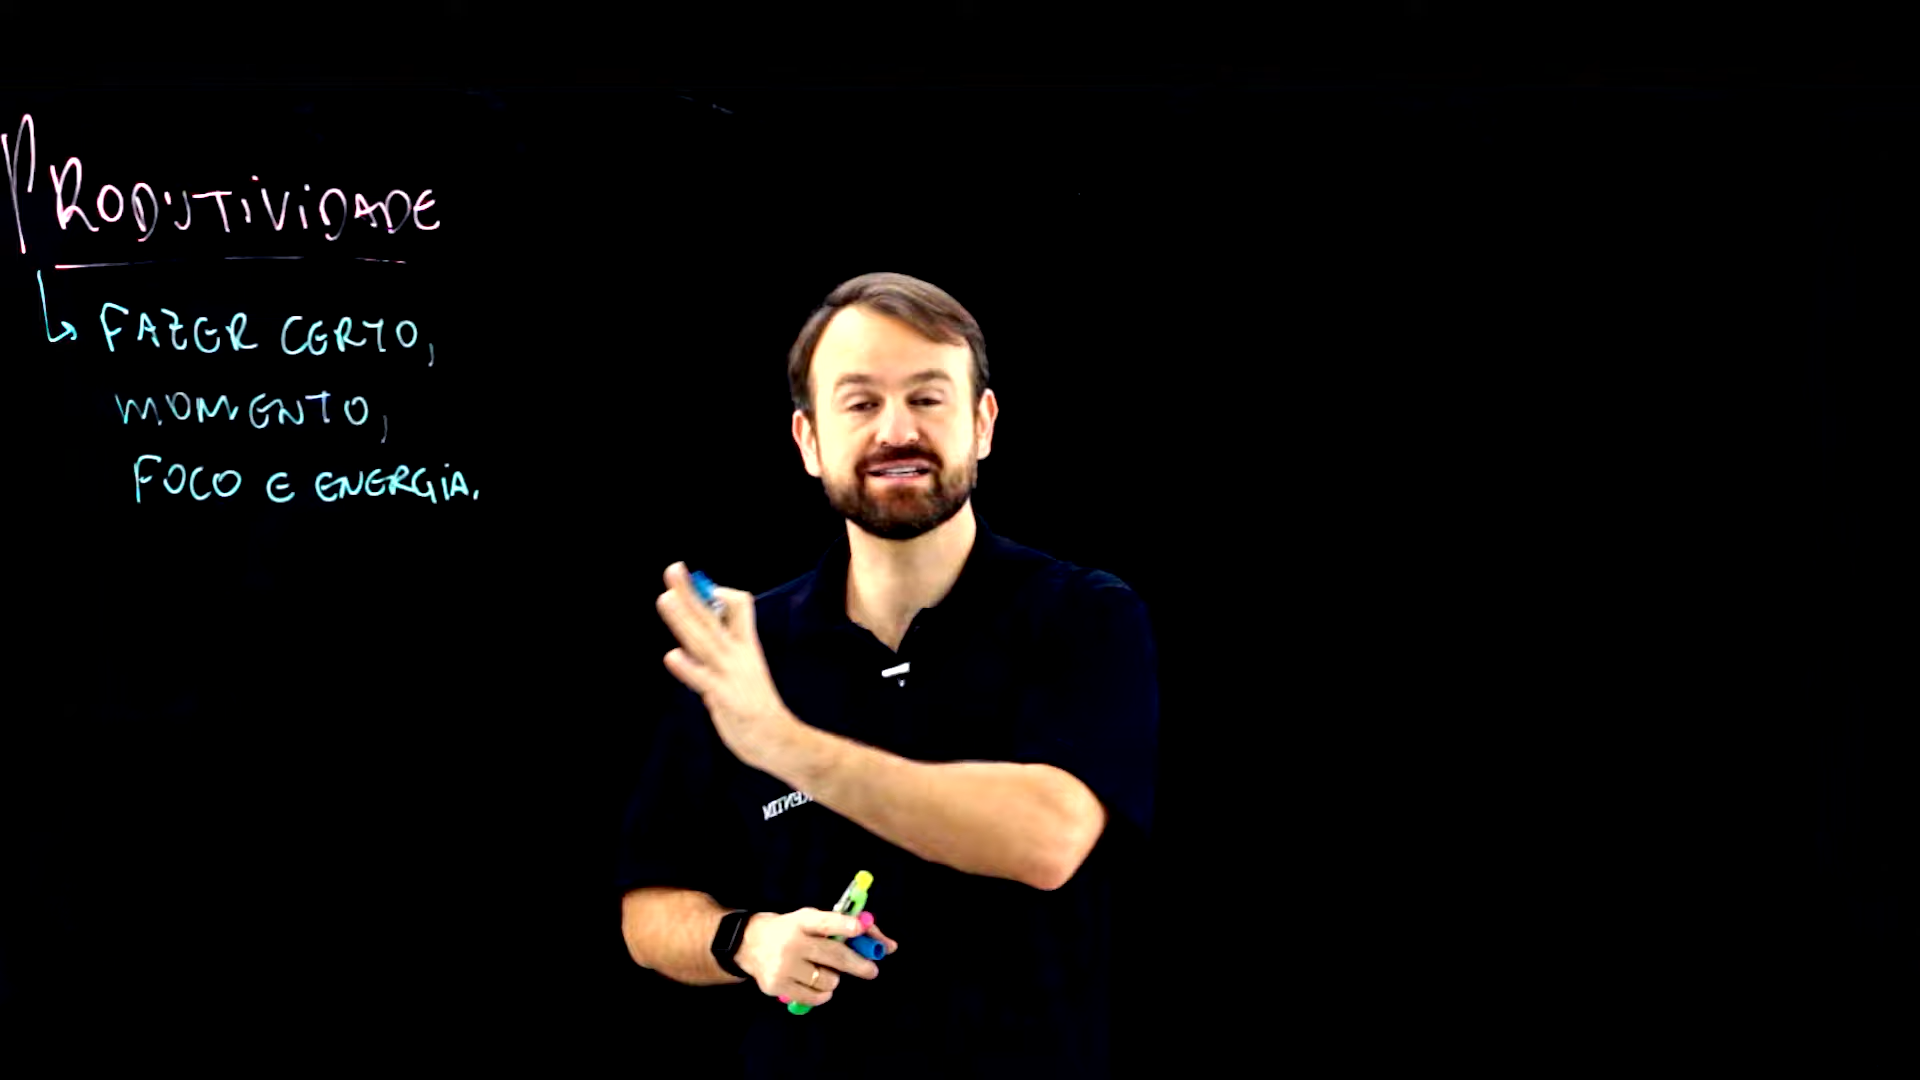 PRODUTIVIDADE
↳ FAZER CERTO,
MOMENTO,
FOCO E ENERGIA.